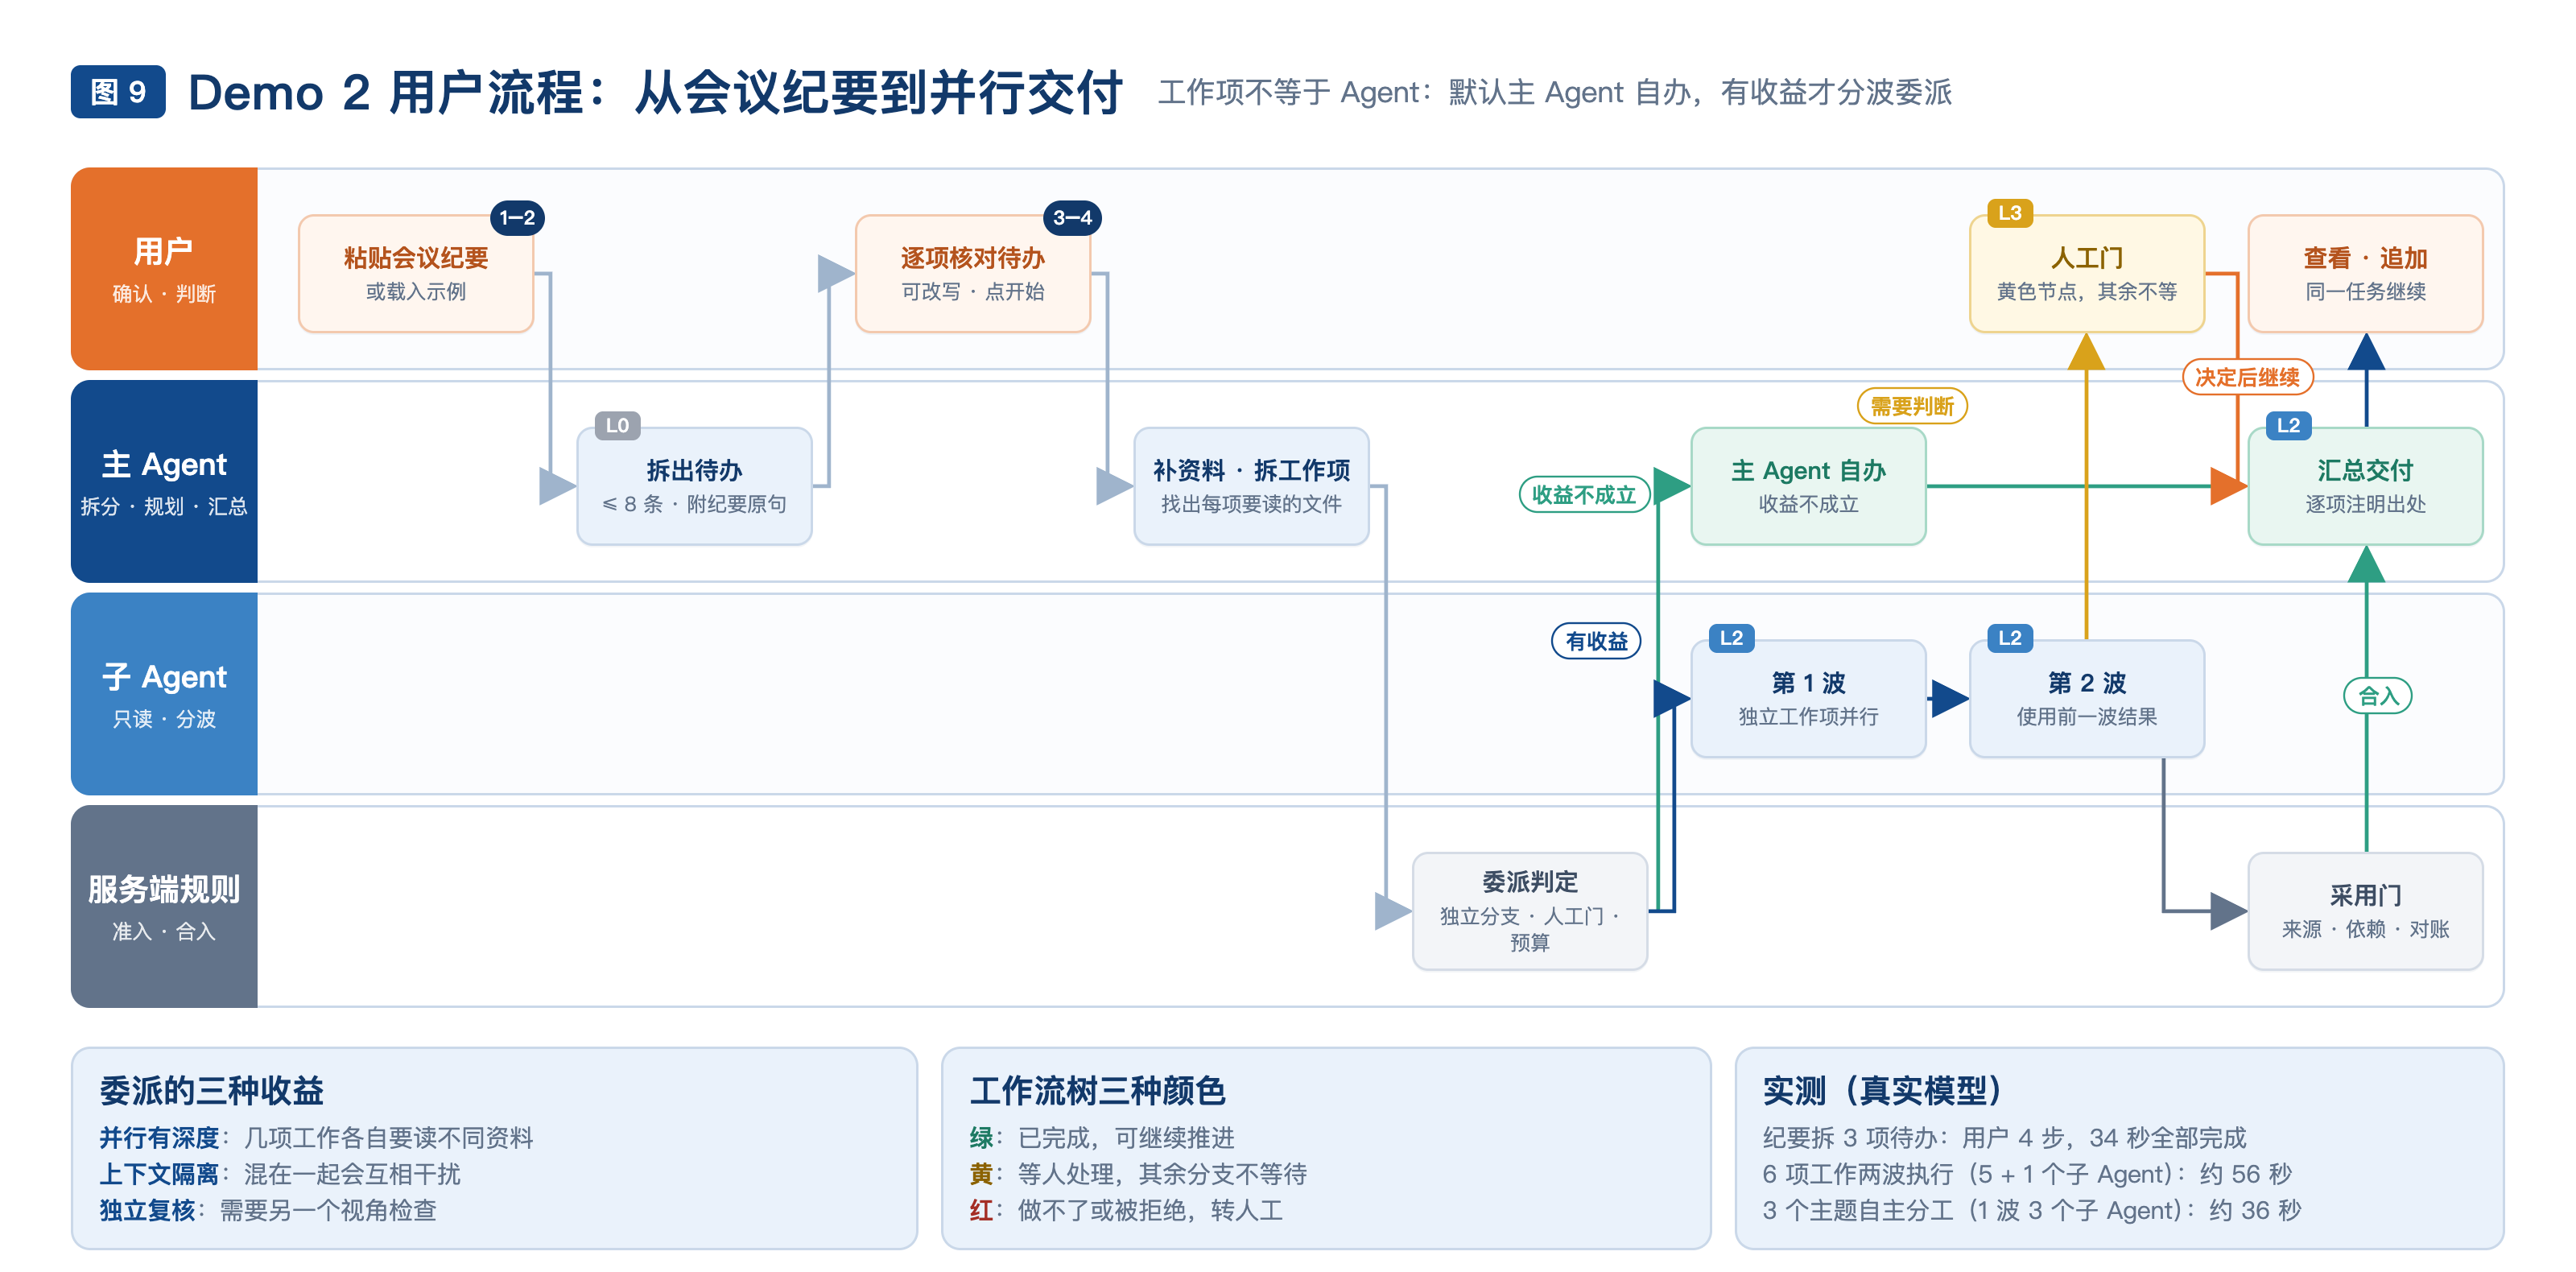 图 9
Demo 2 用户流程：从会议纪要到并行交付
工作项不等于 Agent：默认主 Agent 自办，有收益才分波委派
用户
确认 · 判断
1—2
粘贴会议纪要
或载入示例
3—4
逐项核对待办
可改写 · 点开始
L3
人工门
黄色节点，其余不等
查看 · 追加
同一任务继续
决定后继续
需要判断
主 Agent
拆分 · 规划 · 汇总
L0
拆出待办
≤ 8 条 · 附纪要原句
补资料 · 拆工作项
找出每项要读的文件
收益不成立
主 Agent 自办
收益不成立
L2
汇总交付
逐项注明出处
子 Agent
只读 · 分波
有收益
L2
第 1 波
独立工作项并行
L2
第 2 波
使用前一波结果
合入
服务端规则
准入 · 合入
委派判定
独立分支 · 人工门 ·
预算
采用门
来源 · 依赖 · 对账
委派的三种收益
并行有深度：几项工作各自要读不同资料
上下文隔离：混在一起会互相干扰
独立复核：需要另一个视角检查
工作流树三种颜色
绿：已完成，可继续推进
黄：等人处理，其余分支不等待
红：做不了或被拒绝，转人工
实测（真实模型）
纪要拆 3 项待办：用户 4 步，34 秒全部完成
6 项工作两波执行（5 + 1 个子 Agent）：约 56 秒
3 个主题自主分工（1 波 3 个子 Agent）：约 36 秒